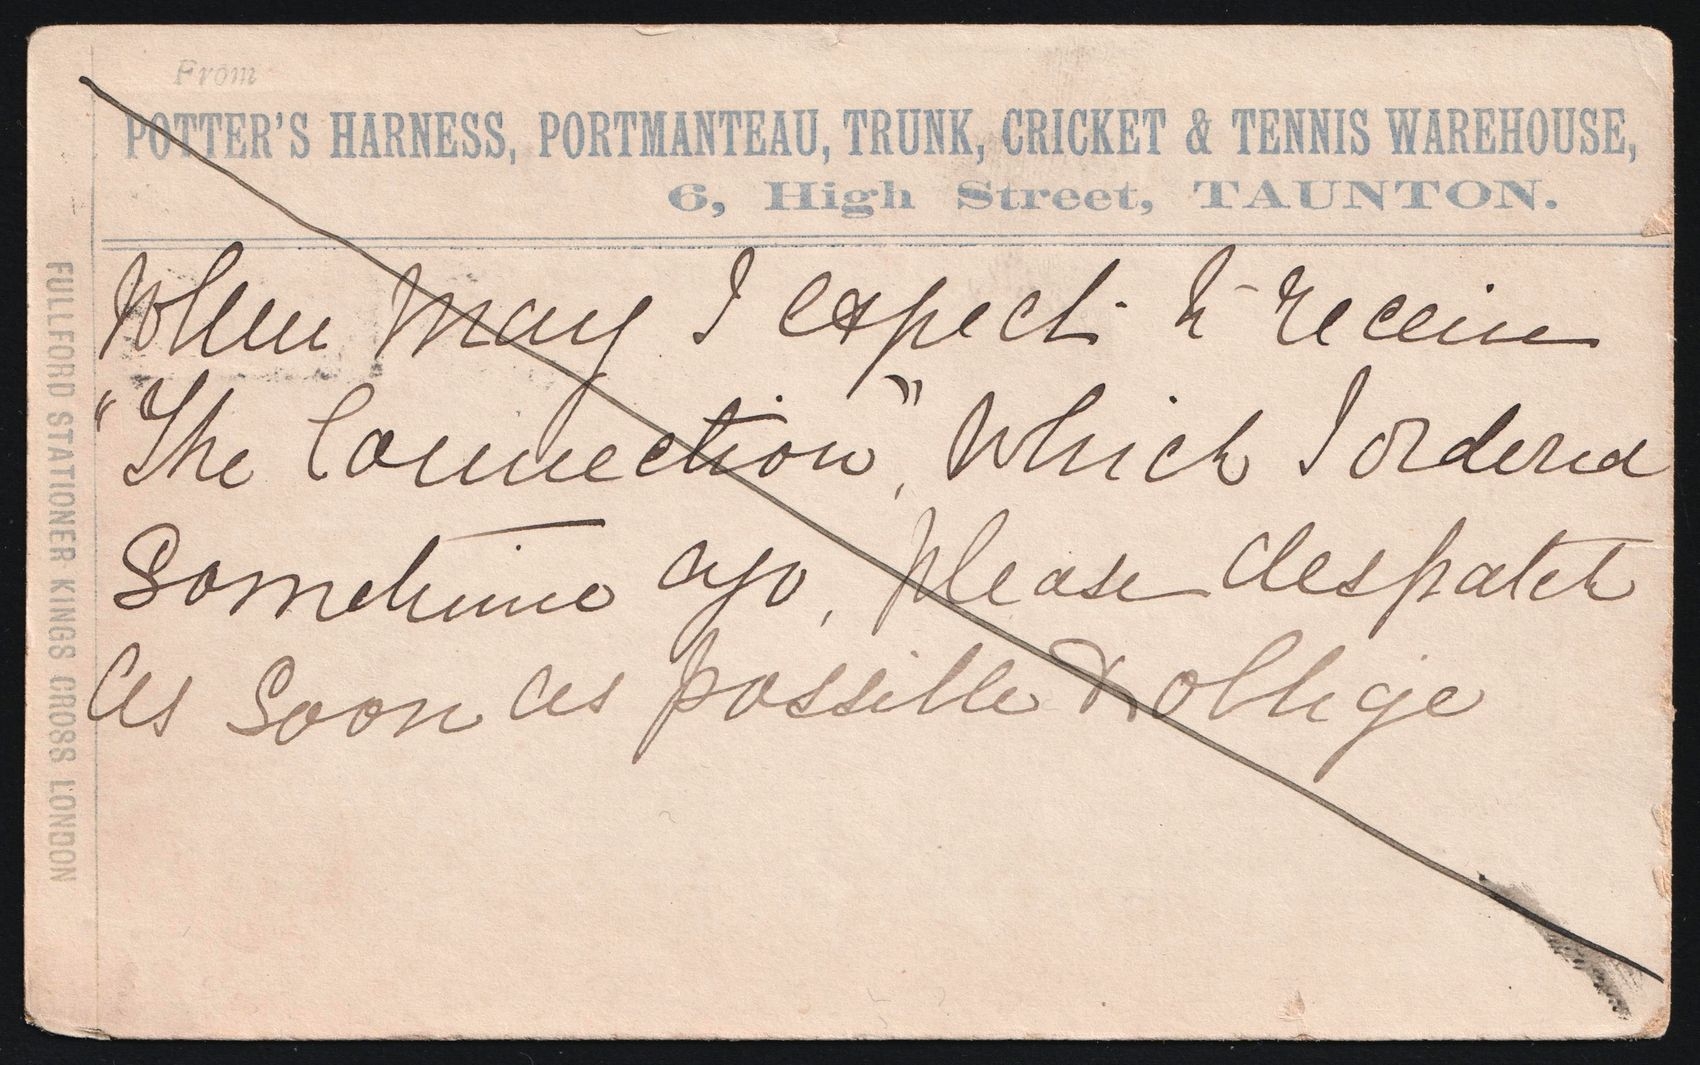 From
POTTER'S HARNESS, PORTMANTEAU, TRUNK, CRICKET & TENNIS WAREHOUSE,
6, High Street, TAUNTON.
When may I expect to receive
"The Connection", which I ordered
sometime ago, please despatch
as soon as possible & oblige
FULLFORD STATIONER KINGS CROSS LONDON